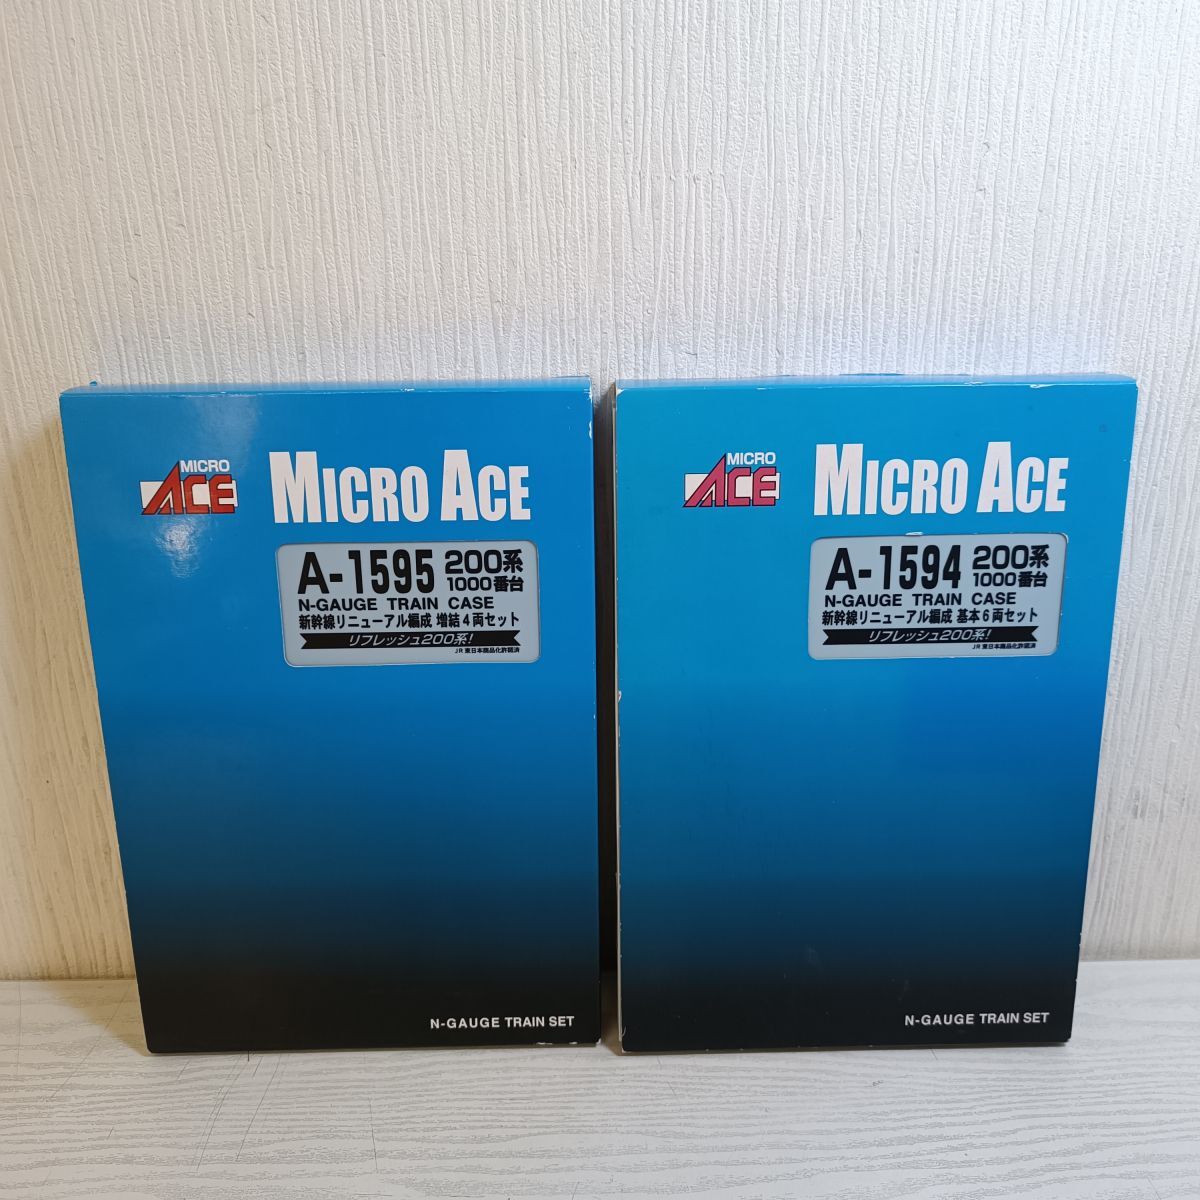 MICRO
ACE
MICRO ACE
A-1595 200系
1000番台
N-GAUGE TRAIN CASE
新幹線リニューアル編成 増結4両セット
リフレッシュ200系!
JR東日本商品化許諾済
N-GAUGE TRAIN SET
MICRO
ACE
MICRO ACE
A-1594 200系
1000番台
N-GAUGE TRAIN CASE
新幹線リニューアル編成 基本6両セット
リフレッシュ200系!
JR東日本商品化許諾済
N-GAUGE TRAIN SET